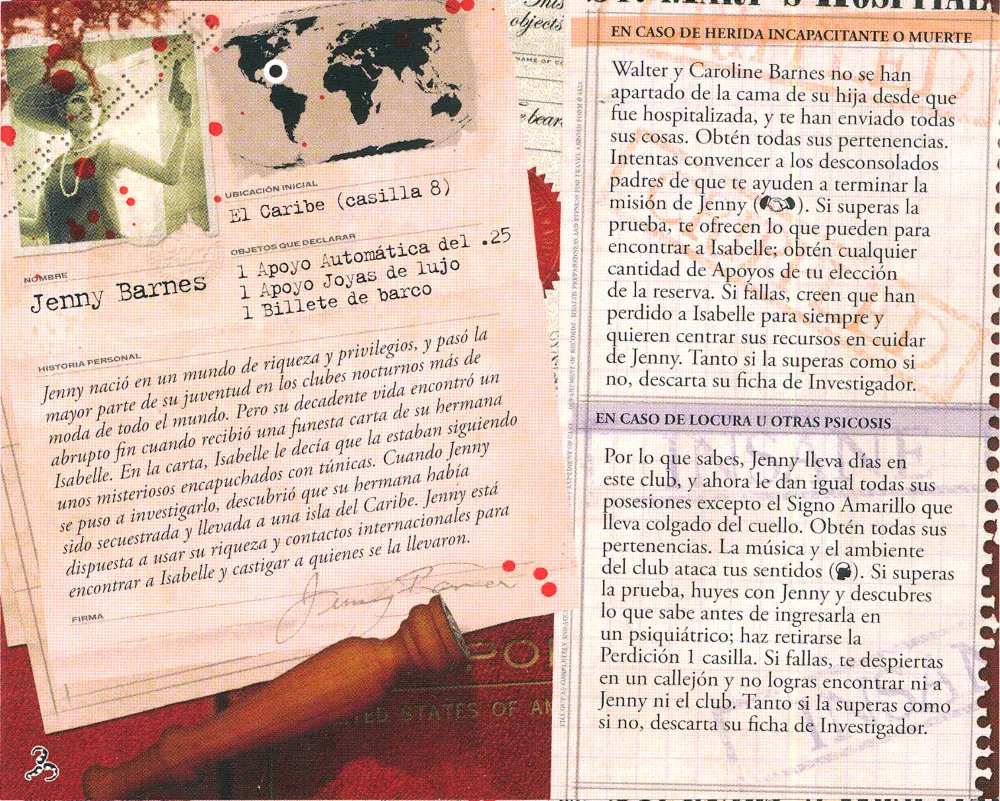 UBICACIÓN INICIAL
El Caribe (casilla 8)
OBJETOS QUE DECLARAR
1 Apoyo Automática del .25
1 Apoyo Joyas de lujo
1 Billete de barco
NOMBRE
Jenny Barnes
HISTORIA PERSONAL
Jenny nació en un mundo de riqueza y privilegios, y pasó la
mayor parte de su juventud en los clubes nocturnos más de
moda de todo el mundo. Pero su decadente vida encontró un
abrupto fin cuando recibió una funesta carta de su hermana
Isabelle. En la carta, Isabelle le decía que la estaban siguiendo
unos misteriosos encapuchados con túnicas. Cuando Jenny
se puso a investigarlo, descubrió que su hermana había
sido secuestrada y llevada a una isla del Caribe. Jenny está
dispuesta a usar su riqueza y contactos internacionales para
encontrar a Isabelle y castigar a quienes se la llevaron.
FIRMA
Jenny Barnes
STATES OF
EN CASO DE HERIDA INCAPACITANTE O MUERTE
Walter y Caroline Barnes no se han
apartado de la cama de su hija desde que
fue hospitalizada, y te han enviado todas
sus cosas. Obtén todas sus pertenencias.
Intentas convencer a los desconsolados
padres de que te ayuden a terminar la
misión de Jenny ( ). Si superas la
prueba, te ofrecen lo que pueden para
encontrar a Isabelle; obtén cualquier
cantidad de Apoyos de tu elección
de la reserva. Si fallas, creen que han
perdido a Isabelle para siempre y
quieren centrar sus recursos en cuidar
de Jenny. Tanto si la superas como si
no, descarta su ficha de Investigador.
EN CASO DE LOCURA U OTRAS PSICOSIS
Por lo que sabes, Jenny lleva días en
este club, y ahora le dan igual todas sus
posesiones excepto el Signo Amarillo que
lleva colgado del cuello. Obtén todas sus
pertenencias. La música y el ambiente
del club ataca tus sentidos ( ). Si superas
la prueba, huyes con Jenny y descubres
lo que sabe antes de ingresarla en
un psiquiátrico; haz retirarse la
Perdición 1 casilla. Si fallas, te despiertas
en un callejón y no logras encontrar ni a
Jenny ni el club. Tanto si la superas como
si no, descarta su ficha de Investigador.